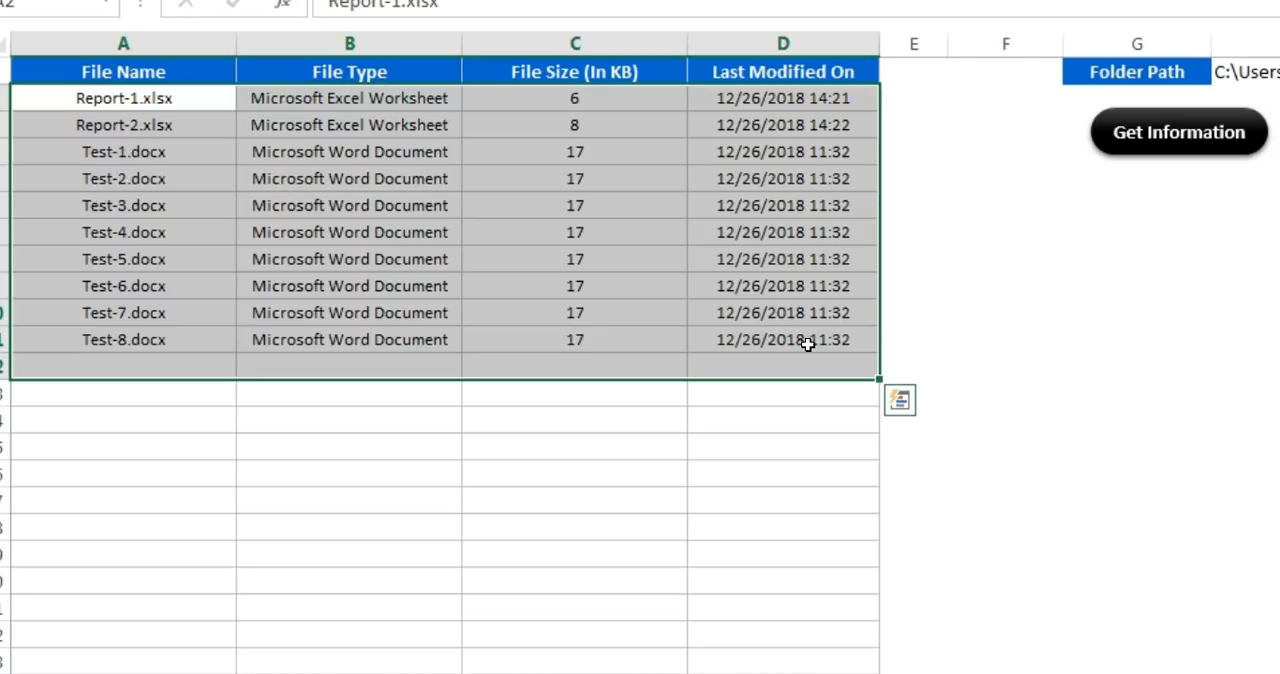 Report-1.xlsx
A B C D E F G
File Name File Type File Size (In KB) Last Modified On Folder Path C:\Users
Report-1.xlsx Microsoft Excel Worksheet 6 12/26/2018 14:21
Report-2.xlsx Microsoft Excel Worksheet 8 12/26/2018 14:22
Get Information
Test-1.docx Microsoft Word Document 17 12/26/2018 11:32
Test-2.docx Microsoft Word Document 17 12/26/2018 11:32
Test-3.docx Microsoft Word Document 17 12/26/2018 11:32
Test-4.docx Microsoft Word Document 17 12/26/2018 11:32
Test-5.docx Microsoft Word Document 17 12/26/2018 11:32
Test-6.docx Microsoft Word Document 17 12/26/2018 11:32
Test-7.docx Microsoft Word Document 17 12/26/2018 11:32
Test-8.docx Microsoft Word Document 17 12/26/2018 11:32